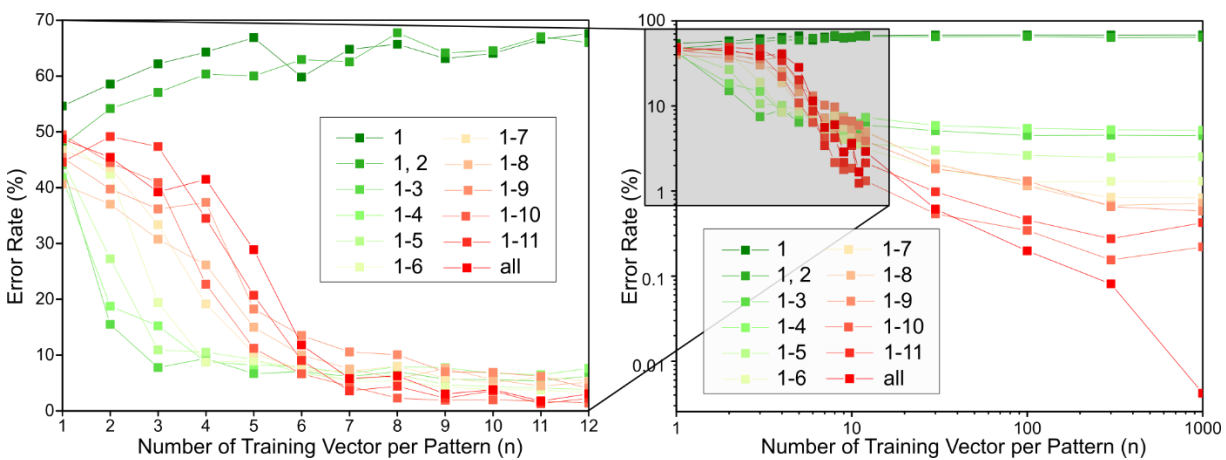 70
60
50
40
30
20
10
0
Error Rate (%)
1 2 3 4 5 6 7 8 9 10 11 12
Number of Training Vector per Pattern (n)
1 1-7
1, 2 1-8
1-3 1-9
1-4 1-10
1-5 1-11
1-6 all
100
10
1
0.1
0.01
Error Rate (%)
1 10 100 1000
Number of Training Vector per Pattern (n)
1 1-7
1, 2 1-8
1-3 1-9
1-4 1-10
1-5 1-11
1-6 all